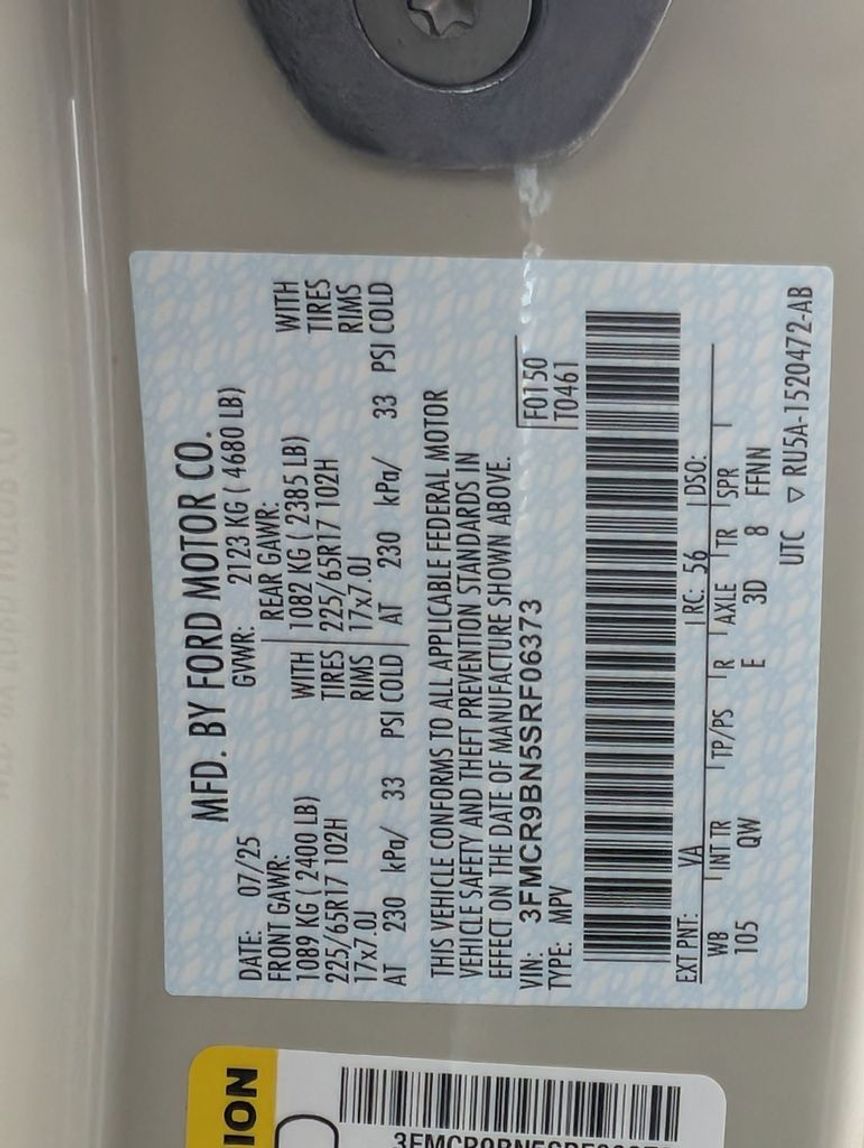 MFD. BY FORD MOTOR CO.
DATE: 07/25 GVWR: 2123 KG ( 4680 LB)
FRONT GAWR: REAR GAWR:
1089 KG ( 2400 LB) WITH 1082 KG ( 2385 LB) WITH
225/65R17 102H TIRES 225/65R17 102H TIRES
17x7.0J RIMS 17x7.0J RIMS
AT 230 kPa/ 33 PSI COLD AT 230 kPa/ 33 PSI COLD
THIS VEHICLE CONFORMS TO ALL APPLICABLE FEDERAL MOTOR
VEHICLE SAFETY AND THEFT PREVENTION STANDARDS IN
EFFECT ON THE DATE OF MANUFACTURE SHOWN ABOVE.
VIN: 3FMCR9BN5SRF06373 F0150
TYPE: MPV T0461
EXT PNT: VA RC: 56 DSO:
WB INT TR TP/PS R AXLE TR SPR
105 QW E 3D 8 FFNN
UTC ▽ RU5A-1520472-AB
ION